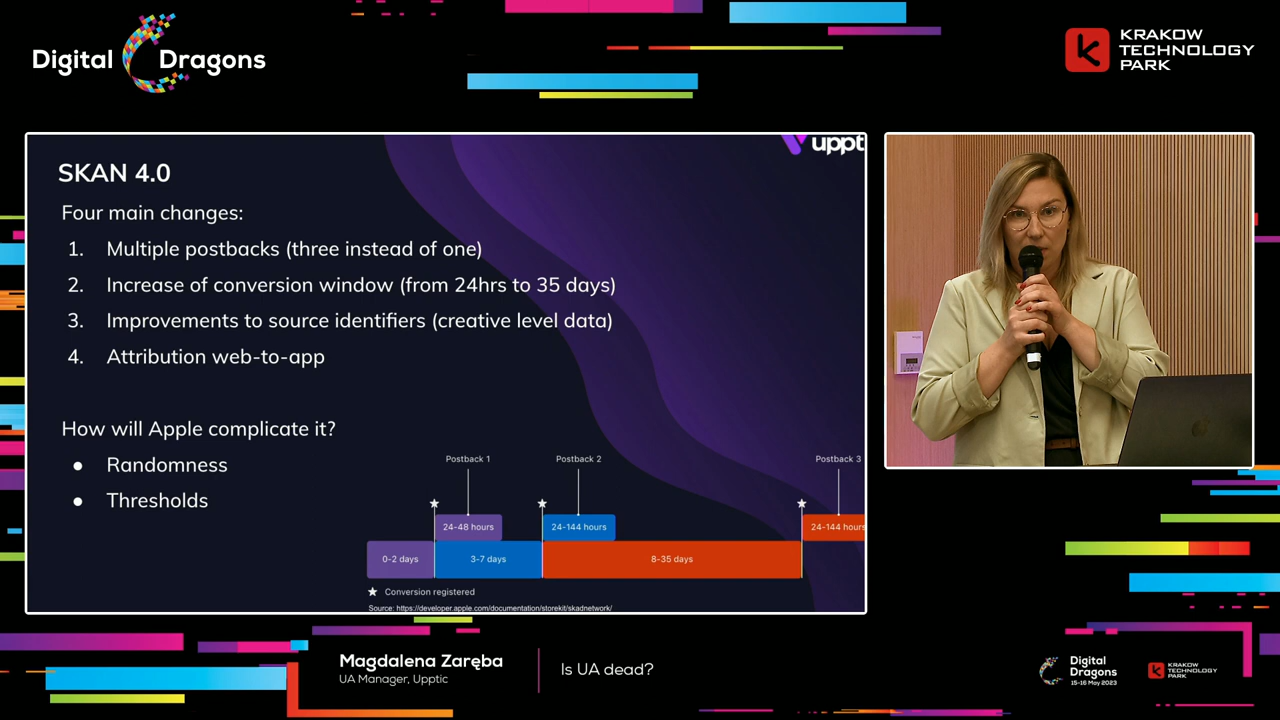 Digital Dragons
KRAKOW
TECHNOLOGY
PARK
uppt
SKAN 4.0
Four main changes:
1. Multiple postbacks (three instead of one)
2. Increase of conversion window (from 24hrs to 35 days)
3. Improvements to source identifiers (creative level data)
4. Attribution web-to-app
How will Apple complicate it?
● Randomness
● Thresholds
Postback 1
Postback 2
Postback 3
24-48 hours
24-144 hours
24-144 hours
0-2 days
3-7 days
8-35 days
Conversion registered
Source: https://developer.apple.com/documentation/storekit/skadnetwork/
Magdalena Zaręba
UA Manager, Upptic
Is UA dead?
Digital
Dragons
15-16 May 2023
KRAKOW
TECHNOLOGY
PARK